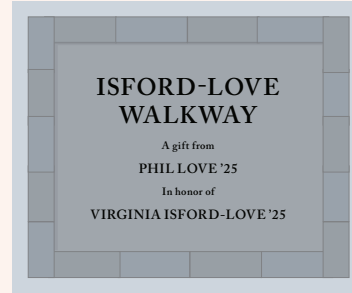 ISFORD-LOVE
WALKWAY
A gift from
PHIL LOVE ’25
In honor of
VIRGINIA ISFORD-LOVE ’25